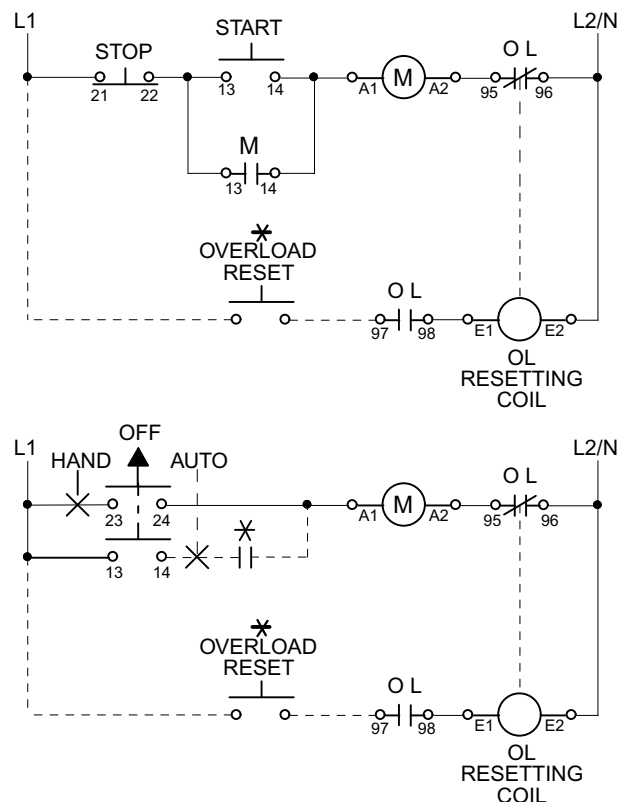 L1 L2/N
STOP START O L
21 22 13 14 A1 M A2 95 96
M
13 14
*
OVERLOAD
RESET
O L
97 98 E1 E2
OL
RESETTING
COIL
L1 L2/N
OFF
HAND AUTO O L
23 24 A1 M A2 95 96
*
13 14
*
OVERLOAD
RESET
O L
97 98 E1 E2
OL
RESETTING
COIL